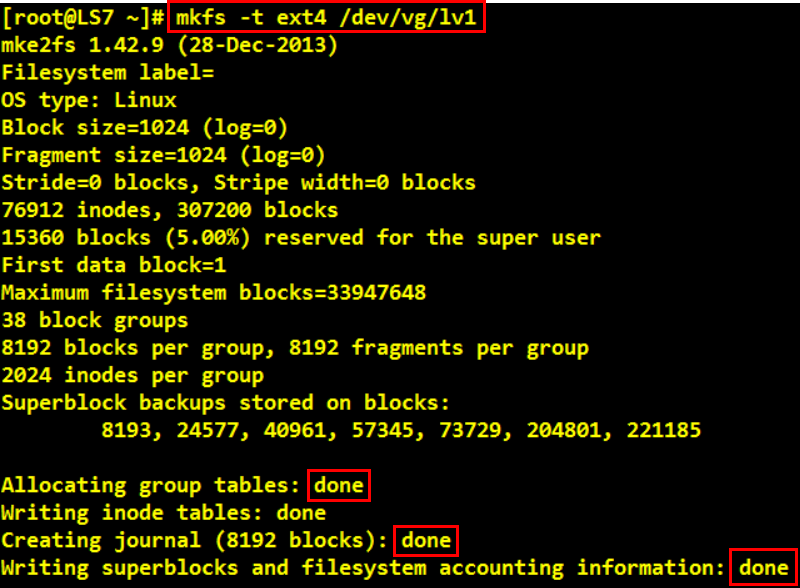 [root@LS7 ~]# mkfs -t ext4 /dev/vg/lv1
mke2fs 1.42.9 (28-Dec-2013)
Filesystem label=
OS type: Linux
Block size=1024 (log=0)
Fragment size=1024 (log=0)
Stride=0 blocks, Stripe width=0 blocks
76912 inodes, 307200 blocks
15360 blocks (5.00%) reserved for the super user
First data block=1
Maximum filesystem blocks=33947648
38 block groups
8192 blocks per group, 8192 fragments per group
2024 inodes per group
Superblock backups stored on blocks:
        8193, 24577, 40961, 57345, 73729, 204801, 221185

Allocating group tables: done
Writing inode tables: done
Creating journal (8192 blocks): done
Writing superblocks and filesystem accounting information: done